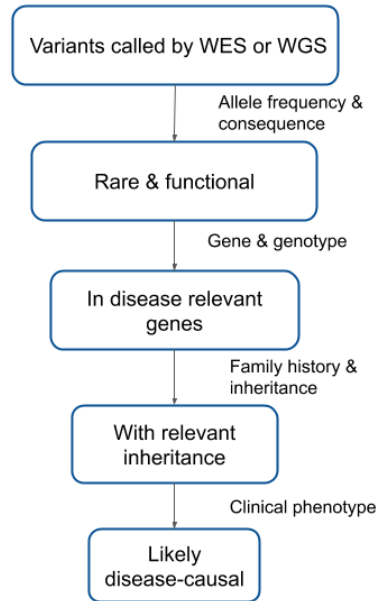 Variants called by WES or WGS
Allele frequency &
consequence
Rare & functional
Gene & genotype
In disease relevant
genes
Family history &
inheritance
With relevant
inheritance
Clinical phenotype
Likely
disease-causal